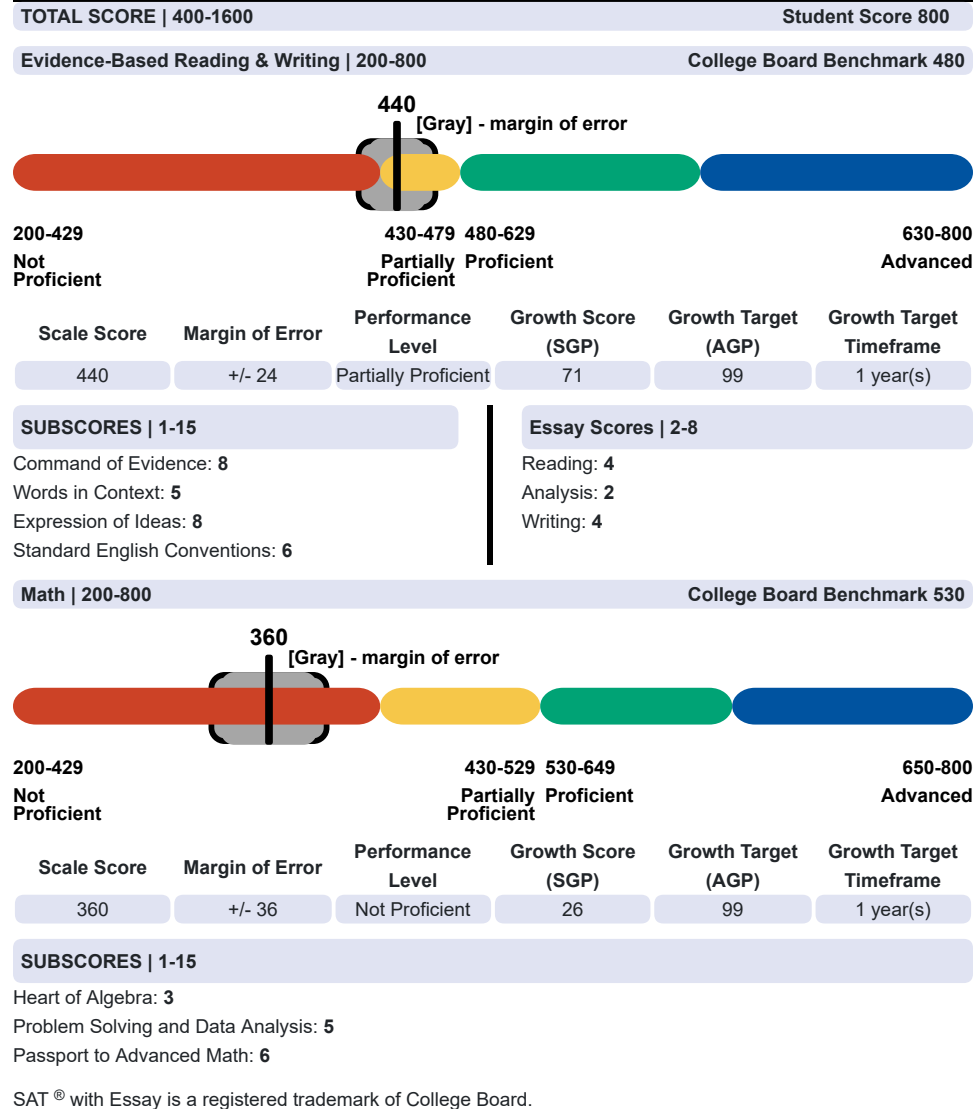 TOTAL SCORE | 400-1600 Student Score 800
Evidence-Based Reading & Writing | 200-800 College Board Benchmark 480
440
[Gray] - margin of error
200-429 430-479 480-629 630-800
Not Partially Proficient Advanced
Proficient Proficient
Scale Score Margin of Error Performance Level Growth Score (SGP) Growth Target (AGP) Growth Target Timeframe
440 +/- 24 Partially Proficient 71 99 1 year(s)
SUBSCORES | 1-15
Command of Evidence: 8
Words in Context: 5
Expression of Ideas: 8
Standard English Conventions: 6
Essay Scores | 2-8
Reading: 4
Analysis: 2
Writing: 4
Math | 200-800 College Board Benchmark 530
360
[Gray] - margin of error
200-429 430-529 530-649 650-800
Not Partially Proficient Advanced
Proficient Proficient
Scale Score Margin of Error Performance Level Growth Score (SGP) Growth Target (AGP) Growth Target Timeframe
360 +/- 36 Not Proficient 26 99 1 year(s)
SUBSCORES | 1-15
Heart of Algebra: 3
Problem Solving and Data Analysis: 5
Passport to Advanced Math: 6
SAT ® with Essay is a registered trademark of College Board.